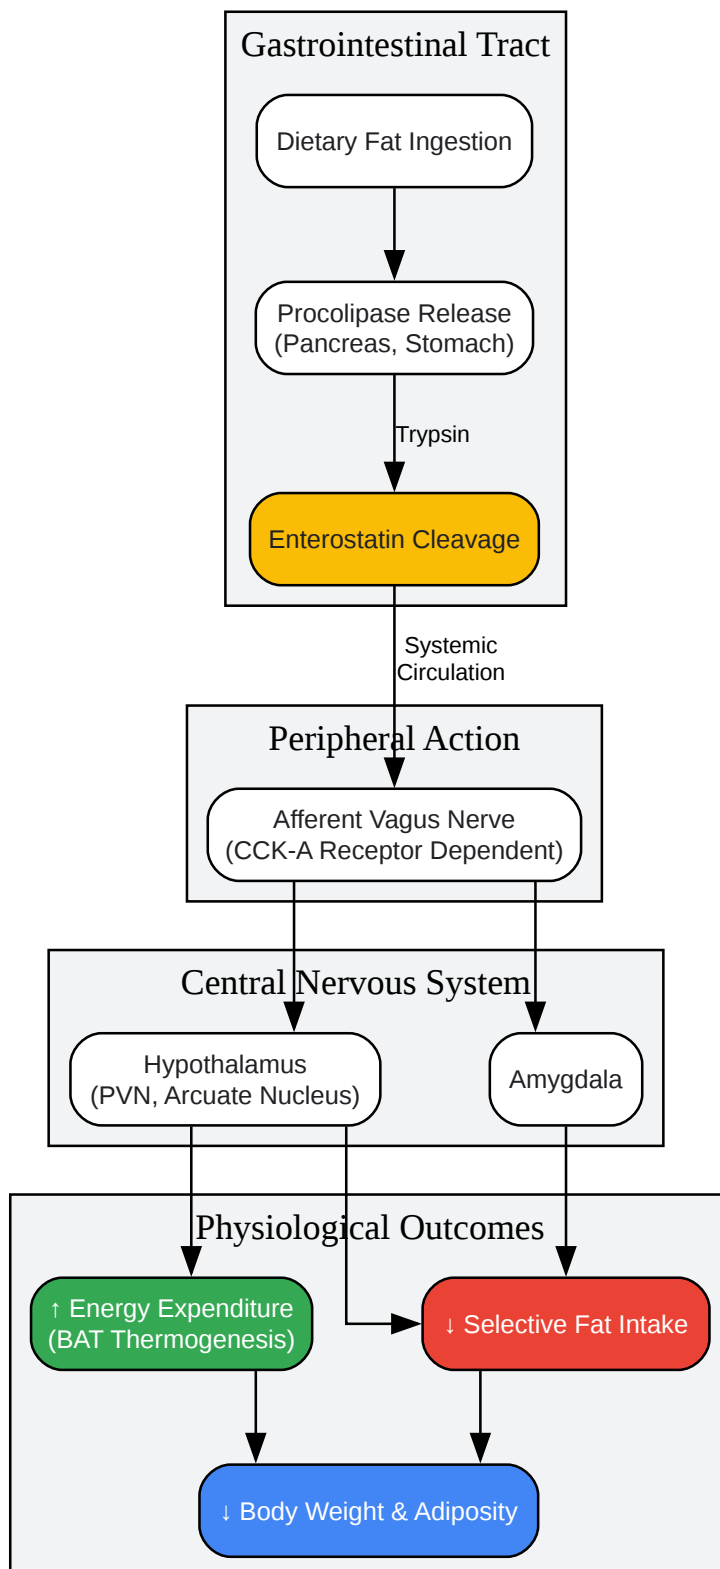 Gastrointestinal Tract
Dietary Fat Ingestion
Procolipase Release
(Pancreas, Stomach)
Trypsin
Enterostatin Cleavage
Systemic
Circulation
Peripheral Action
Afferent Vagus Nerve
(CCK-A Receptor Dependent)
Central Nervous System
Hypothalamus
(PVN, Arcuate Nucleus)
Amygdala
Physiological Outcomes
↑ Energy Expenditure
(BAT Thermogenesis)
↓ Selective Fat Intake
↓ Body Weight & Adiposity